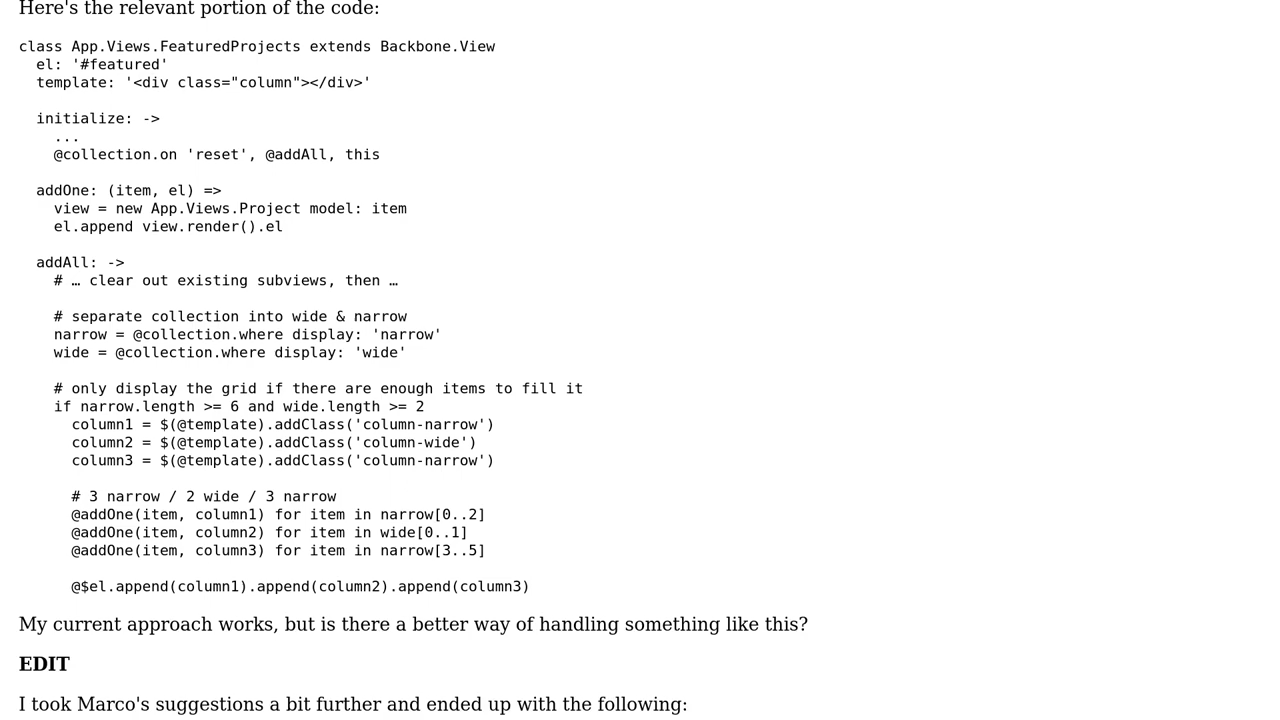 Here's the relevant portion of the code:
class App.Views.FeaturedProjects extends Backbone.View
  el: '#featured'
  template: '<div class="column"></div>'

  initialize: ->
    ...
    @collection.on 'reset', @addAll, this

  addOne: (item, el) =>
    view = new App.Views.Project model: item
    el.append view.render().el

  addAll: ->
    # … clear out existing subviews, then …

    # separate collection into wide & narrow
    narrow = @collection.where display: 'narrow'
    wide = @collection.where display: 'wide'

    # only display the grid if there are enough items to fill it
    if narrow.length >= 6 and wide.length >= 2
      column1 = $(@template).addClass('column-narrow')
      column2 = $(@template).addClass('column-wide')
      column3 = $(@template).addClass('column-narrow')

      # 3 narrow / 2 wide / 3 narrow
      @addOne(item, column1) for item in narrow[0..2]
      @addOne(item, column2) for item in wide[0..1]
      @addOne(item, column3) for item in narrow[3..5]

      @$el.append(column1).append(column2).append(column3)
My current approach works, but is there a better way of handling something like this?
EDIT
I took Marco's suggestions a bit further and ended up with the following: